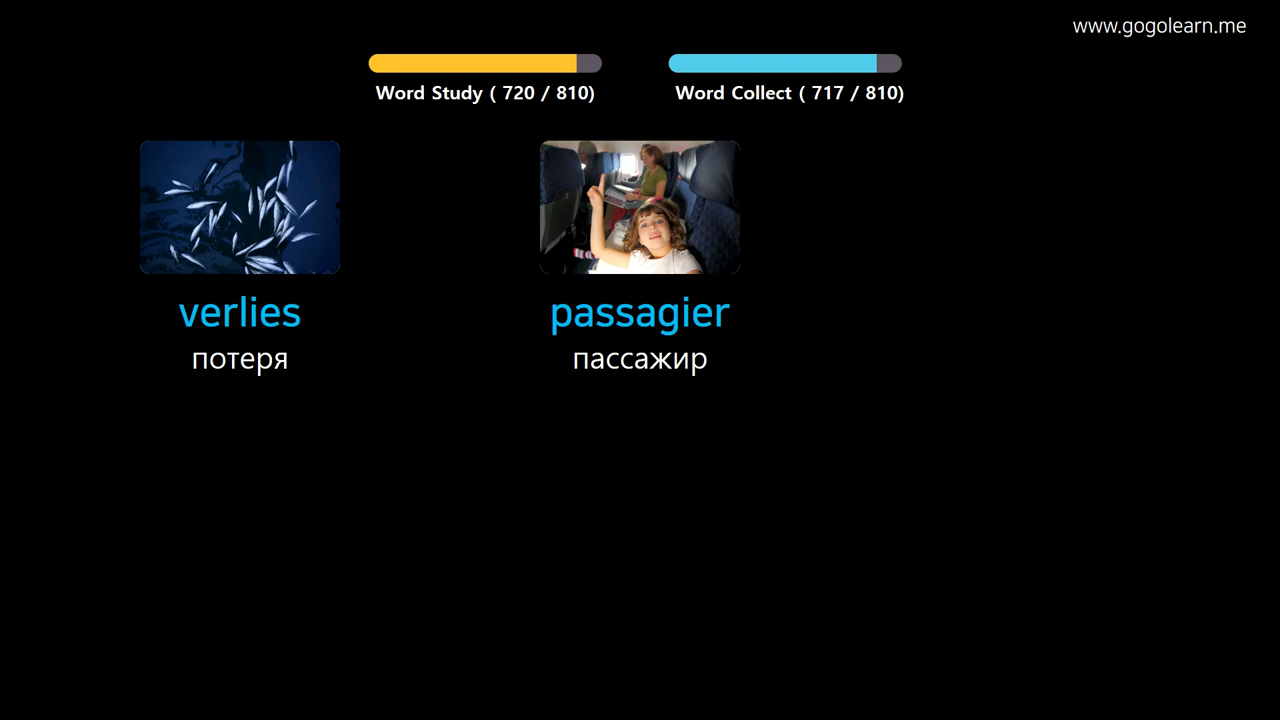 www.gogolearn.me
Word Study ( 720 / 810)
Word Collect ( 717 / 810)
verlies
потеря
passagier
пассажир